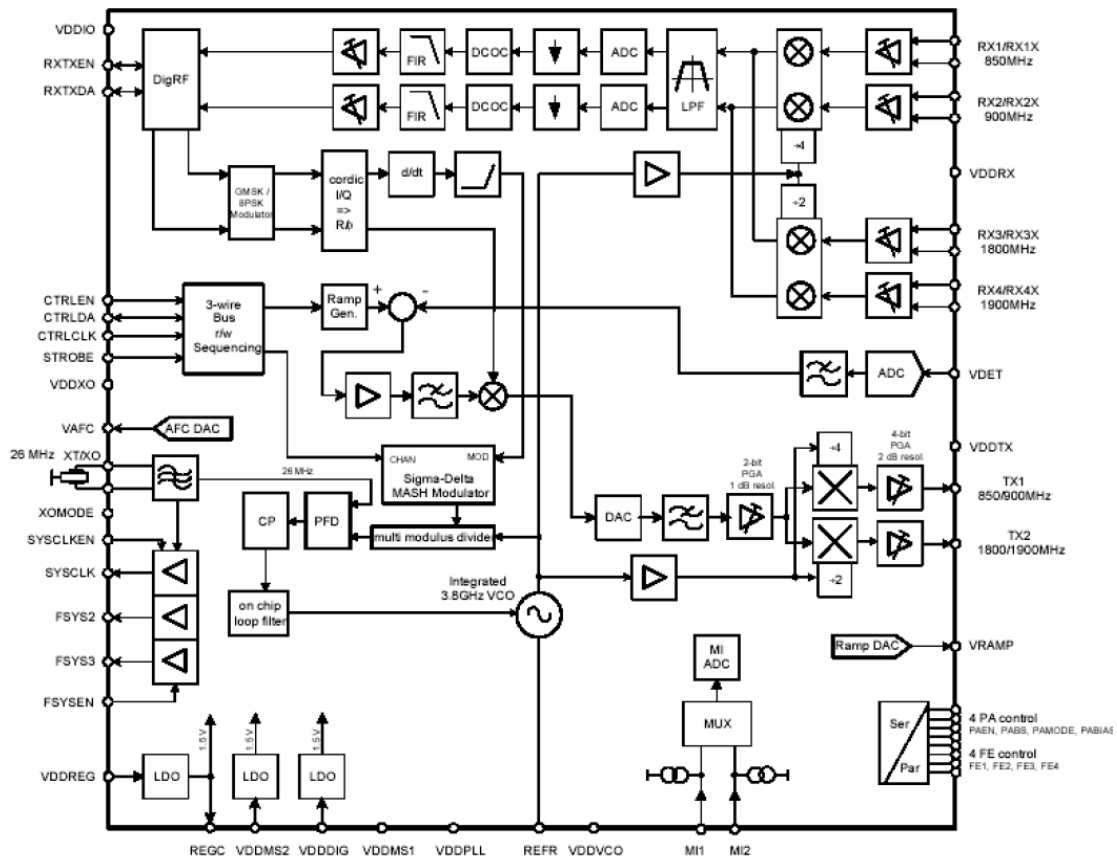 VDDIO
RXTXEN
RXTXDA
DigRF
FIR
DCOC
ADC
LPF
FIR
DCOC
ADC
÷4
RX1/RX1X
850MHz
RX2/RX2X
900MHz
VDDRX
GMSK /
8PSK
Modulator
cordic
I/Q
=>
d/dt
÷2
RX3/RX3X
1800MHz
RX4/RX4X
1900MHz
CTRLEN
CTRLDA
CTRLCLK
STROBE
3-wire
Bus
r/w
Sequencing
Ramp
Gen.
+
-
VDDXO
ADC
VDET
VAFC
AFC DAC
VDDTX
26 MHz
XT/XO
26 MHz
CHAN
MOD
Sigma-Delta
MASH Modulator
2-bit
PGA
1 dB resol.
÷4
4-bit
PGA
2 dB resol.
TX1
850/900MHz
XOMODE
CP
PFD
multi modulus divider
DAC
TX2
1800/1900MHz
SYSCLKEN
SYSCLK
÷2
FSYS2
on chip
loop filter
Integrated
3.8GHz VCO
FSYS3
FSYSEN
MI
ADC
Ramp DAC
VRAMP
MUX
Ser
Par
4 PA control
PAEN, PABS, PAMODE, PABIAS
4 FE control
FE1, FE2, FE3, FE4
1.5 V
1.5 V
1.5 V
VDDREG
LDO
LDO
LDO
REGC
VDDMS2
VDDDIG
VDDMS1
VDDPLL
REFR
VDDVCO
MI1
MI2